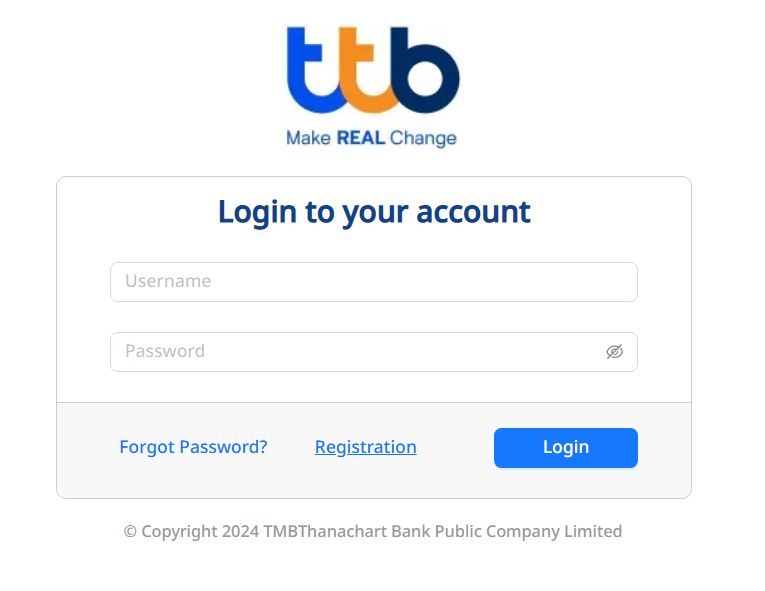 ttb
Make REAL Change
Login to your account
Username
Password
Forgot Password? Registration Login
© Copyright 2024 TMBThanachart Bank Public Company Limited